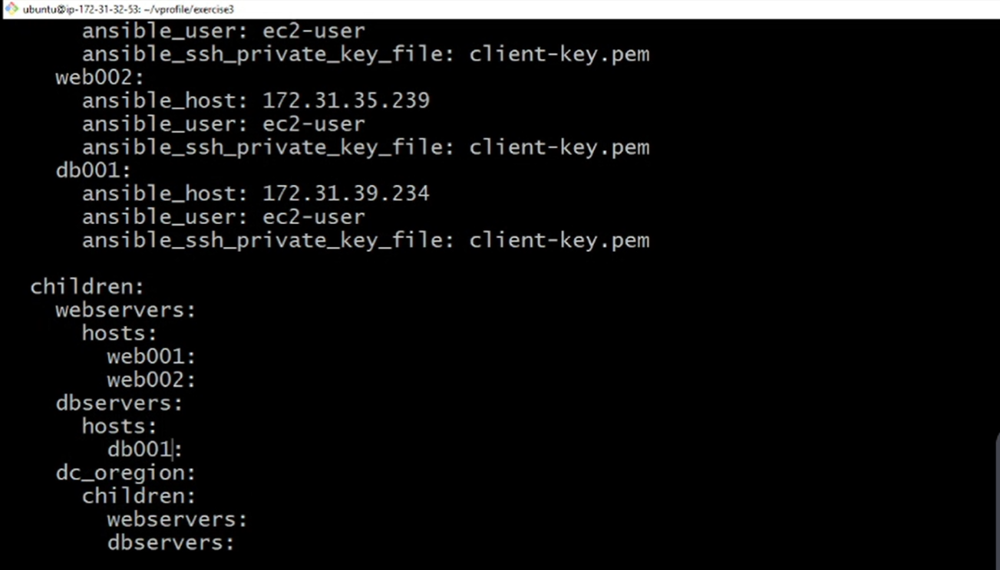 ubuntu@ip-172-31-32-53: ~/vprofile/exercise3
ansible_user: ec2-user
ansible_ssh_private_key_file: client-key.pem
web002:
ansible_host: 172.31.35.239
ansible_user: ec2-user
ansible_ssh_private_key_file: client-key.pem
db001:
ansible_host: 172.31.39.234
ansible_user: ec2-user
ansible_ssh_private_key_file: client-key.pem
children:
webservers:
hosts:
web001:
web002:
dbservers:
hosts:
db001:
dc_oregion:
children:
webservers:
dbservers: